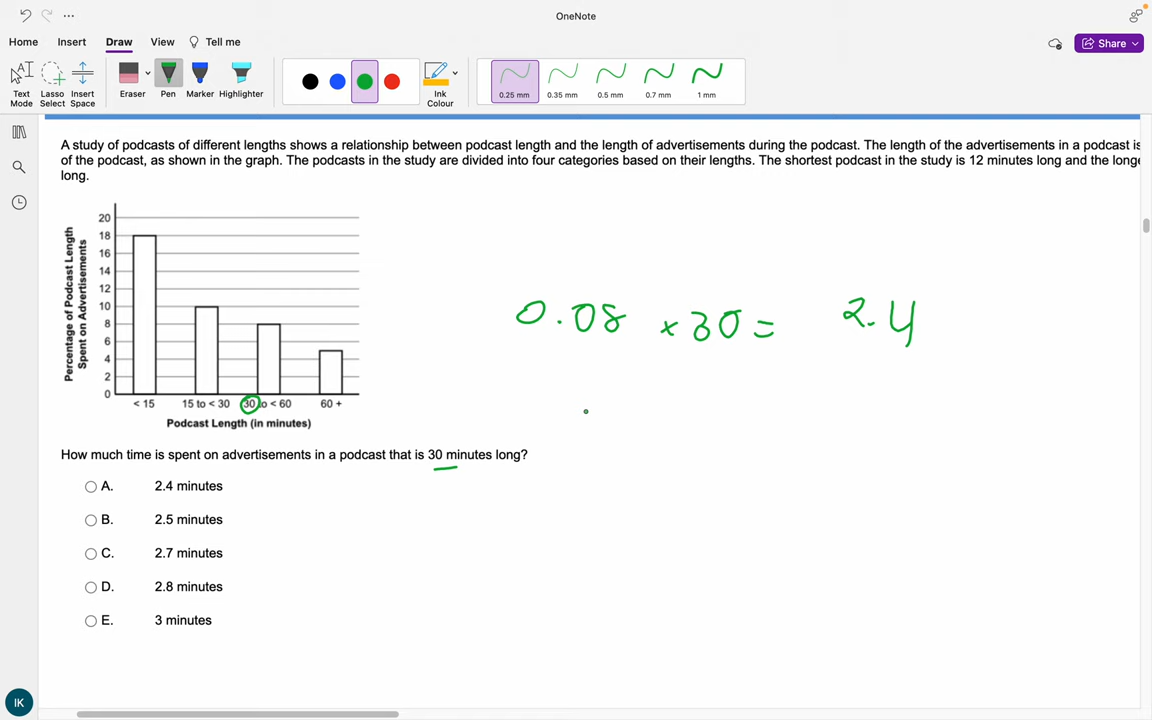 OneNote
Home Insert Draw View Tell me
Share
Text Mode Lasso Select Insert Space Eraser Pen Marker Highlighter Ink Colour 0.25 mm 0.35 mm 0.5 mm 0.7 mm 1 mm
A study of podcasts of different lengths shows a relationship between podcast length and the length of advertisements during the podcast. The length of the advertisements in a podcast is
of the podcast, as shown in the graph. The podcasts in the study are divided into four categories based on their lengths. The shortest podcast in the study is 12 minutes long and the longe
long.
Percentage of Podcast Length
Spent on Advertisements
20
18
16
14
12
10
8
6
4
2
0
< 15 15 to < 30 30 to < 60 60 +
Podcast Length (in minutes)
0.08 × 30 = 2.4
How much time is spent on advertisements in a podcast that is 30 minutes long?
A. 2.4 minutes
B. 2.5 minutes
C. 2.7 minutes
D. 2.8 minutes
E. 3 minutes
IK